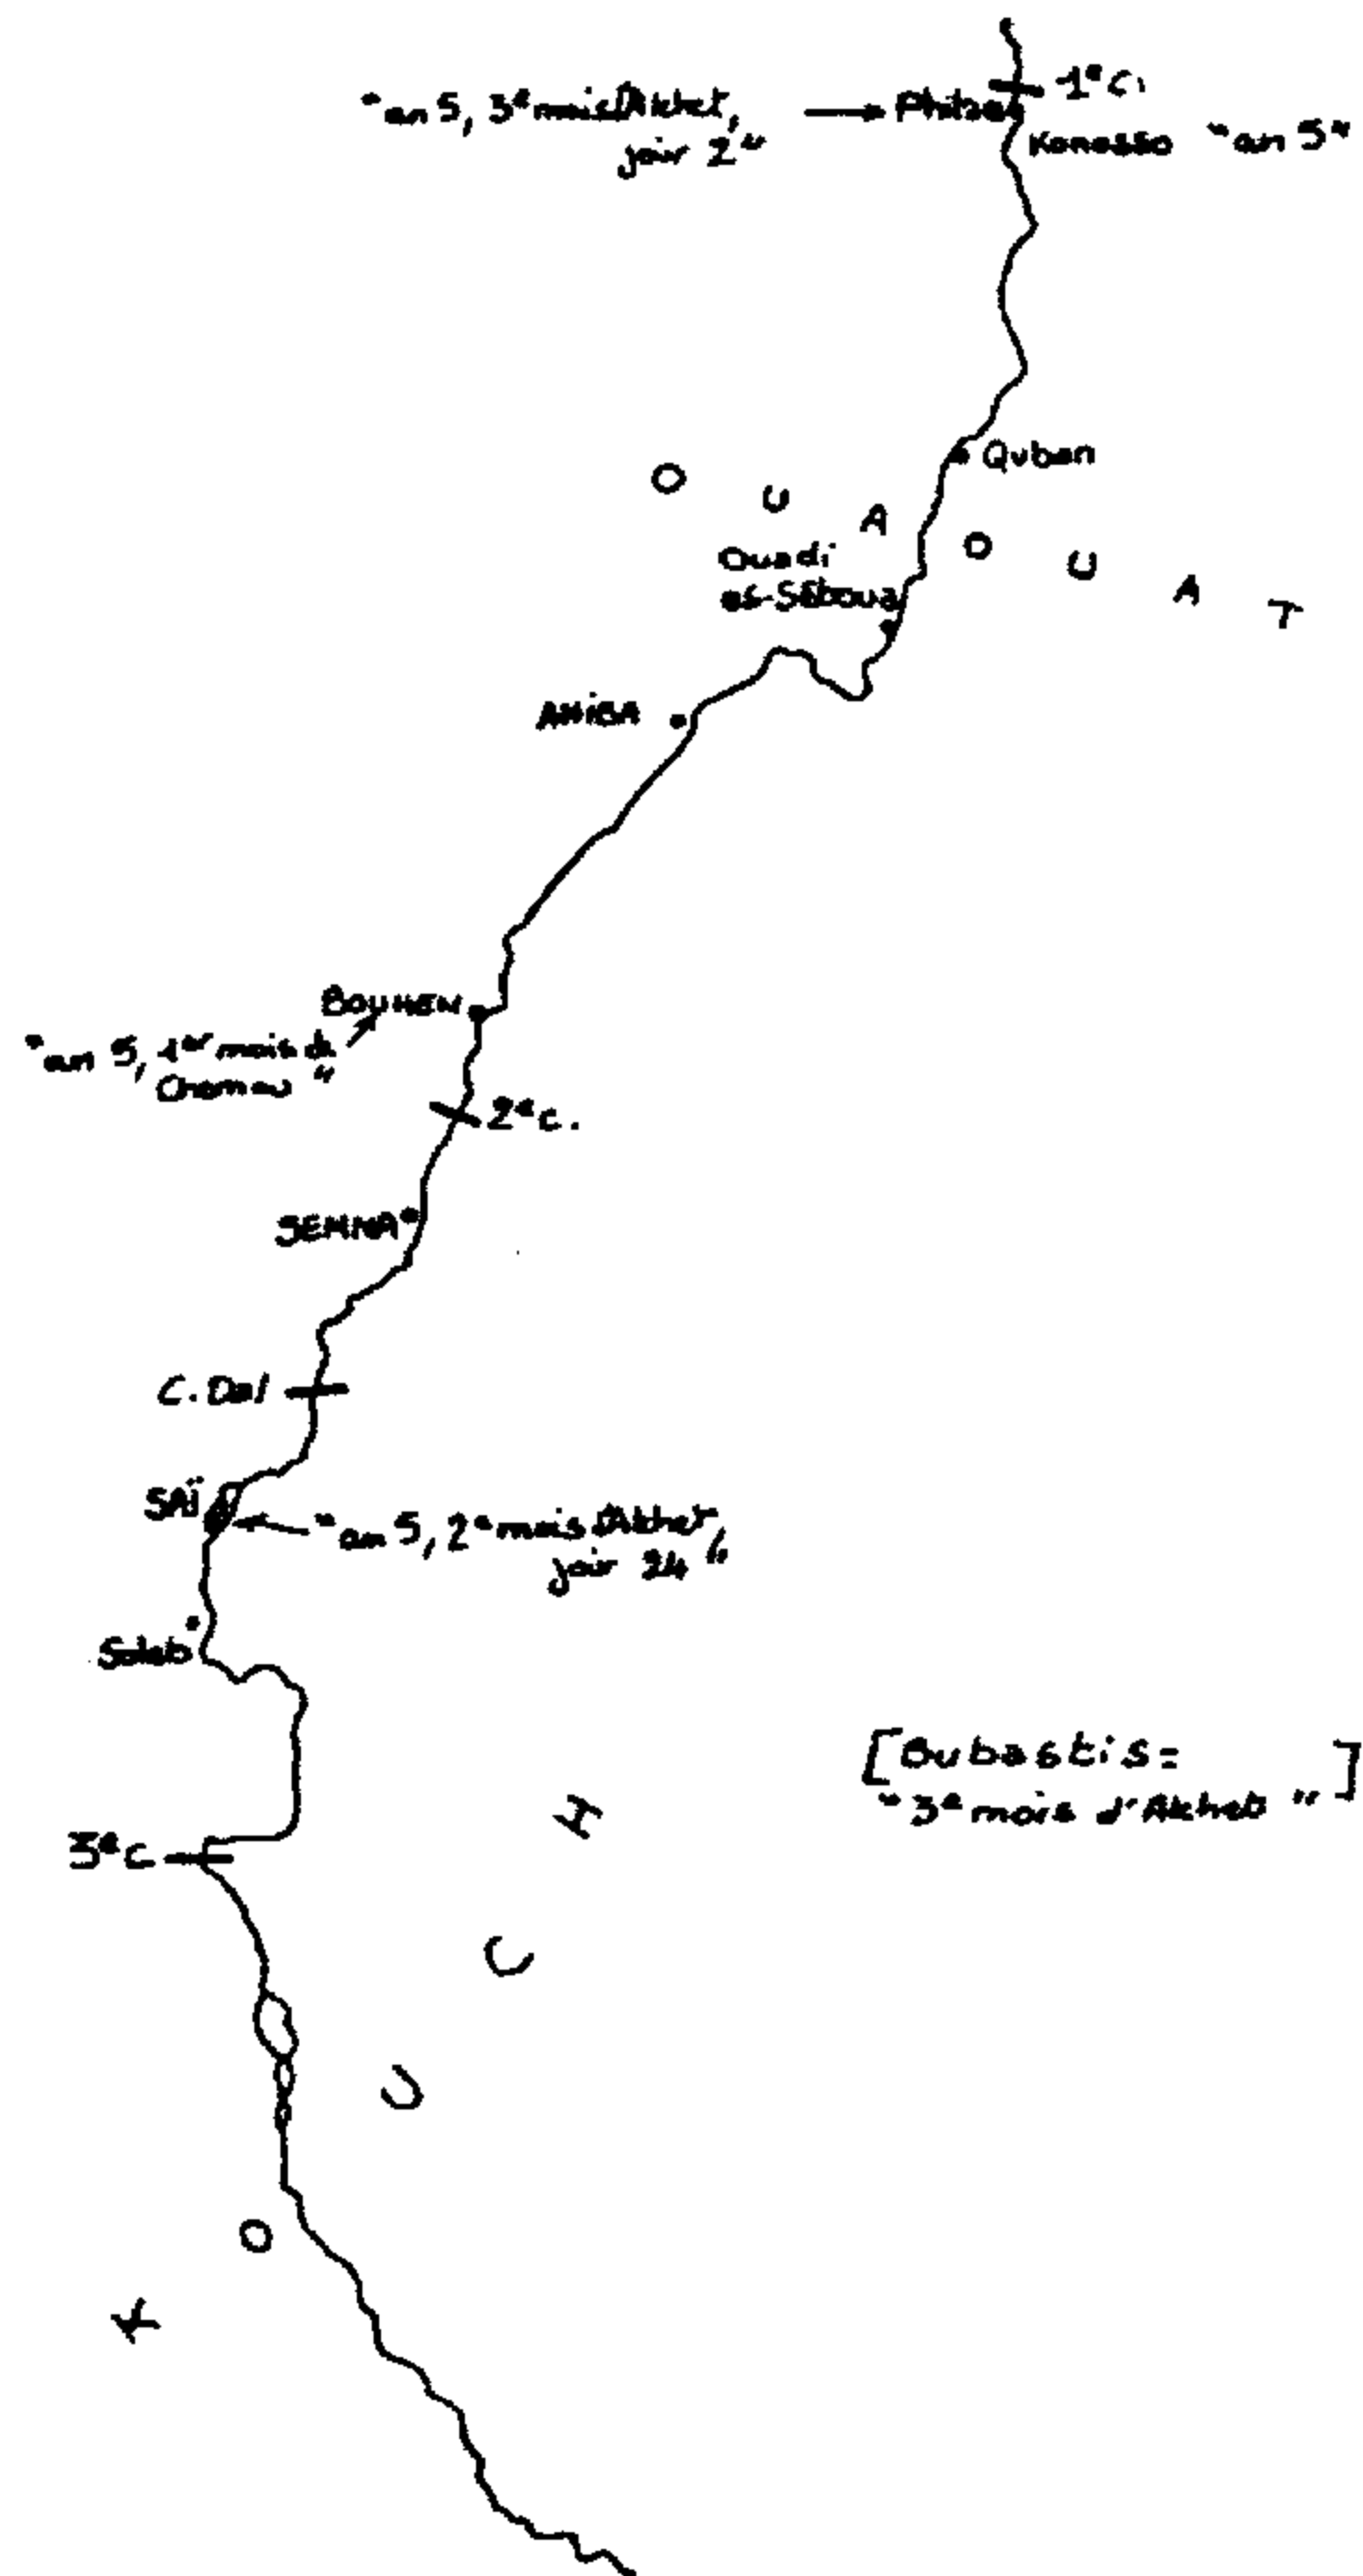 1e C.
"an 5, 3e mois d'Akhet,
jour 2" → Philae
Konosso "an 5"
Quban
O U A O U A T
Ouadi
es-Séboua
ANIBA
BOUHEN
"an 5, 1er mois de
Chemou"
2e C.
SEMNA
C. Dal
SAÏ
"an 5, 2e mois d'Akhet,
jour 24"
Soleb
[Bubastis=
"3e mois d'Akhet"]
3e C
K O U C H